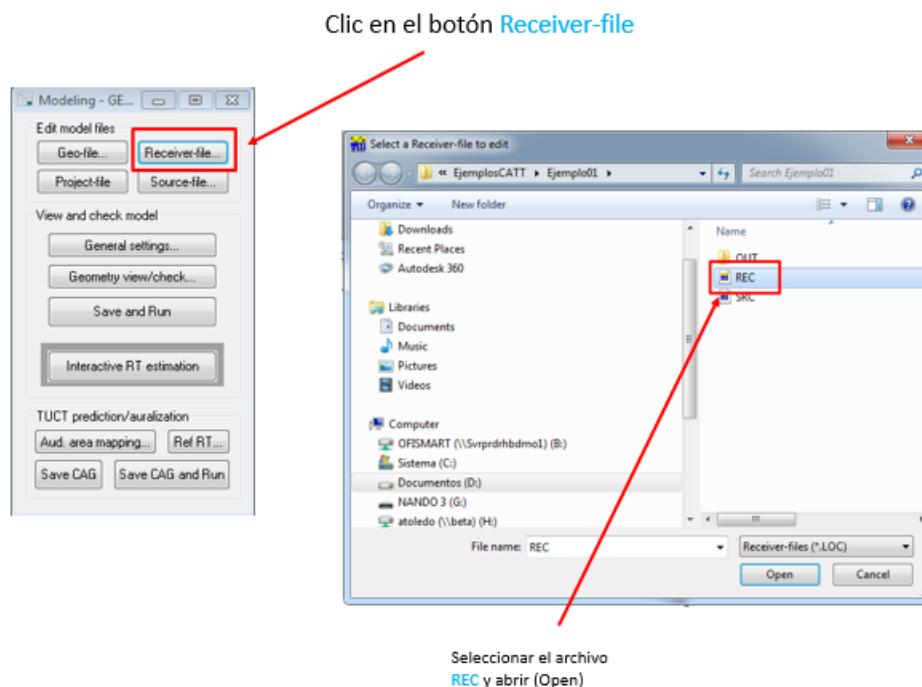 Clic en el botón Receiver-file
Modeling - GE...
Edit model files
Geo-file...
Receiver-file...
Project-file
Source-file...
View and check model
General settings...
Geometry view/check...
Save and Run
Interactive RT estimation
TUCT prediction/auralization
Aud. area mapping...
Ref RT...
Save CAG
Save CAG and Run
Select a Receiver-file to edit
« EjemplosCATT ▸ Ejemplo01 ▸
Search Ejemplo01
Organize
New folder
Downloads
Recent Places
Autodesk 360
Libraries
Documents
Music
Pictures
Videos
Computer
OFISMART (\\Svrprdrhbdmo1) (B:)
Sistema (C:)
Documentos (D:)
NANDO 3 (G:)
atoledo (\\beta) (H:)
Name
OUT
REC
SRC
File name: REC
Receiver-files (*.LOC)
Open
Cancel
Seleccionar el archivo
REC y abrir (Open)